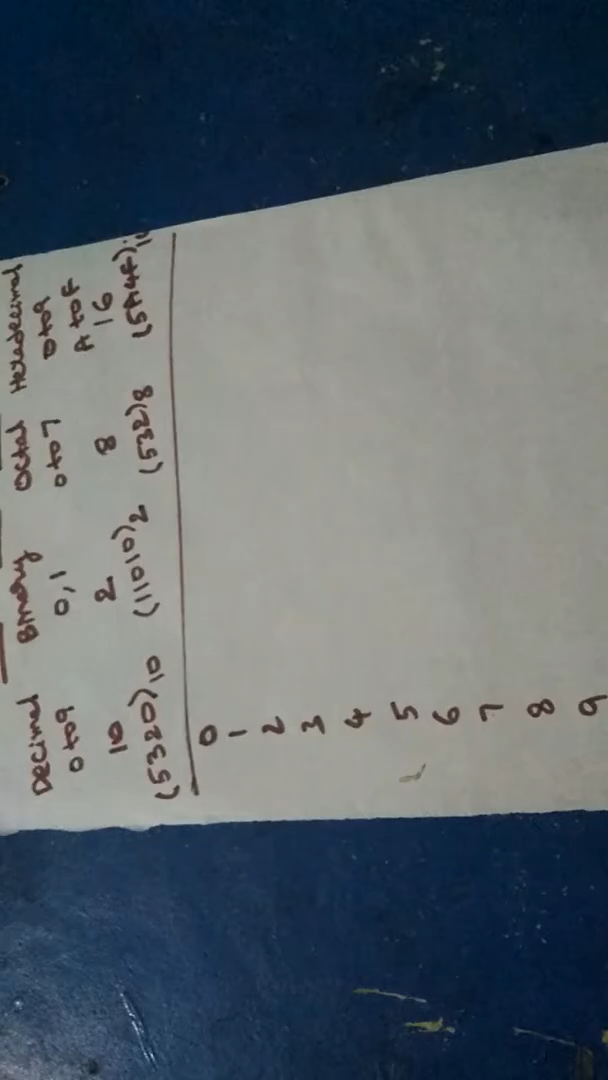 Decimal Binary Octal Hexadecimal
0 to 9 0,1 0 to 7 0 to 9
A to F
10 2 8 16
(5320)10 (11010)2 (532)8 (5A4F)16
0
1
2
3
4
5
6
7
8
9